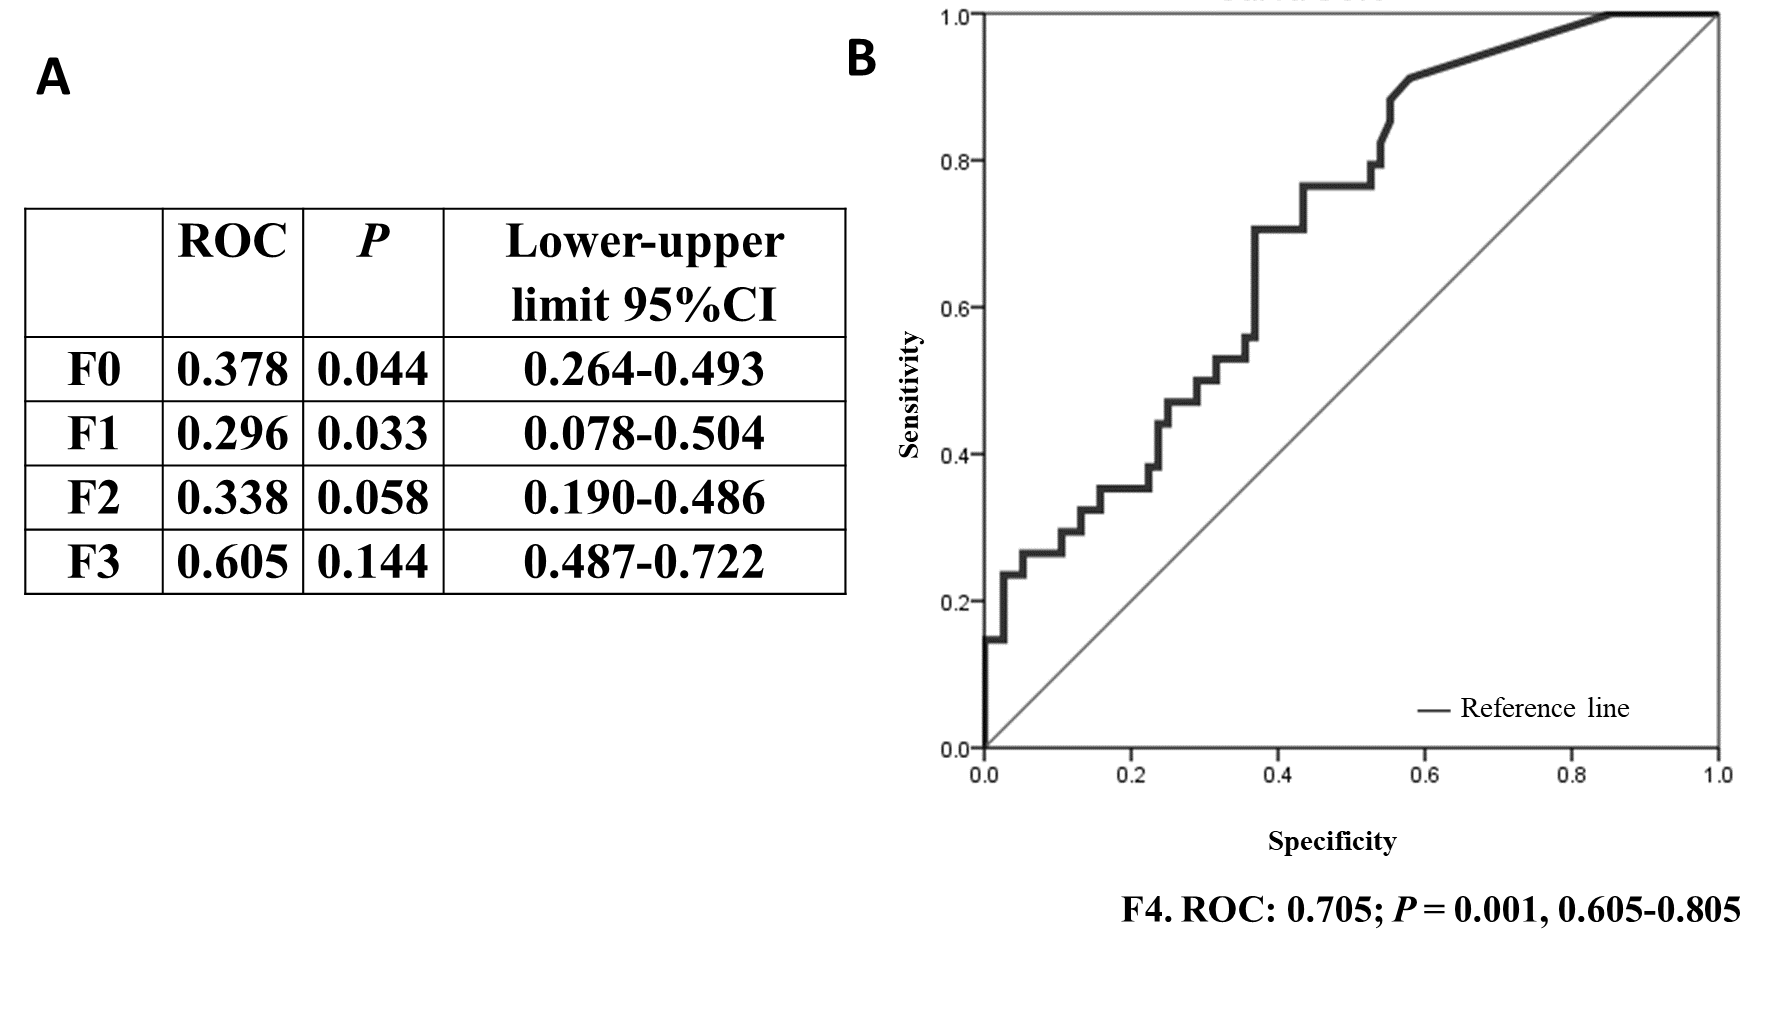 A
ROC P Lower-upper
limit 95%CI
F0 0.378 0.044 0.264-0.493
F1 0.296 0.033 0.078-0.504
F2 0.338 0.058 0.190-0.486
F3 0.605 0.144 0.487-0.722
B
1.0
0.8
0.6
0.4
0.2
0.0
Sensitivity
Reference line
0.0 0.2 0.4 0.6 0.8 1.0
Specificity
F4. ROC: 0.705; P = 0.001, 0.605-0.805